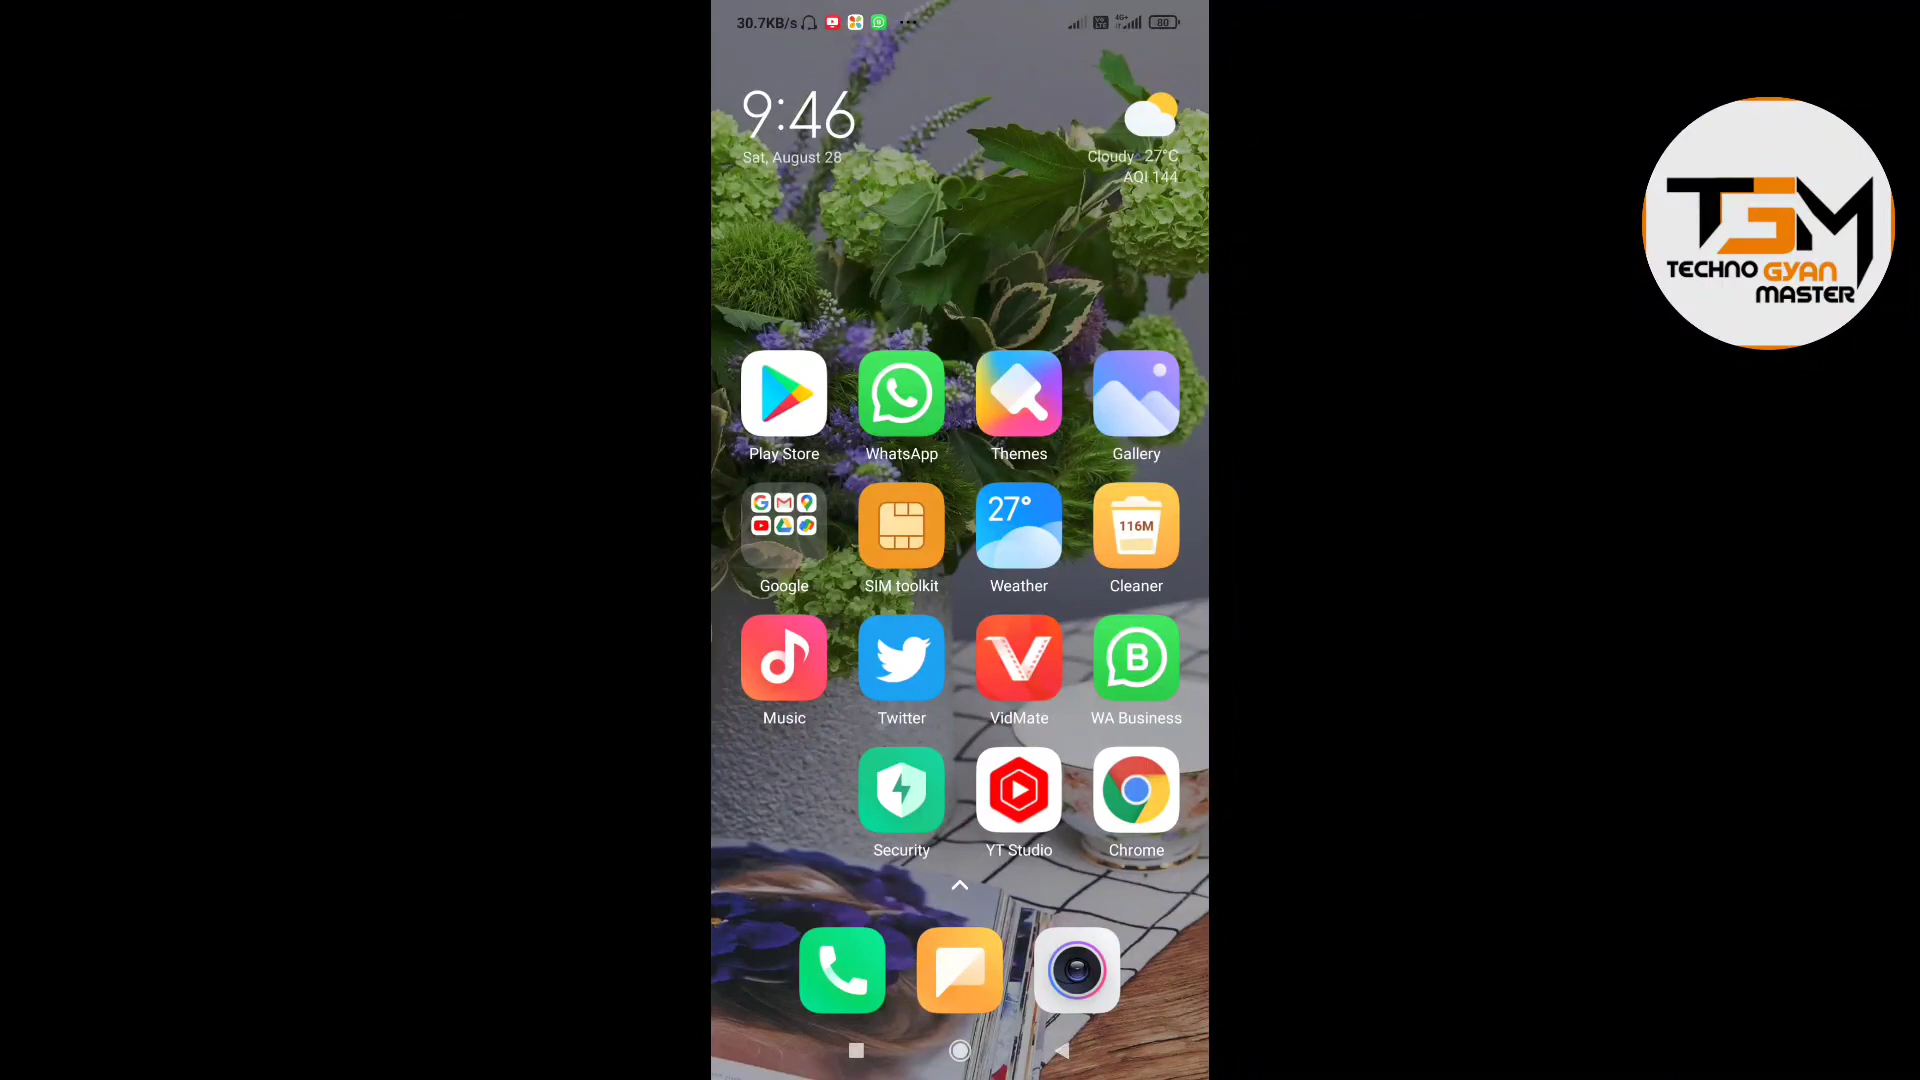 30.7KB/s
80
9:46
Sat, August 28
Cloudy 27°C
AQI 144
TECHNO GYAN
MASTER
Play Store
WhatsApp
Themes
Gallery
27°
116M
Google
SIM toolkit
Weather
Cleaner
B
Music
Twitter
VidMate
WA Business
Security
YT Studio
Chrome